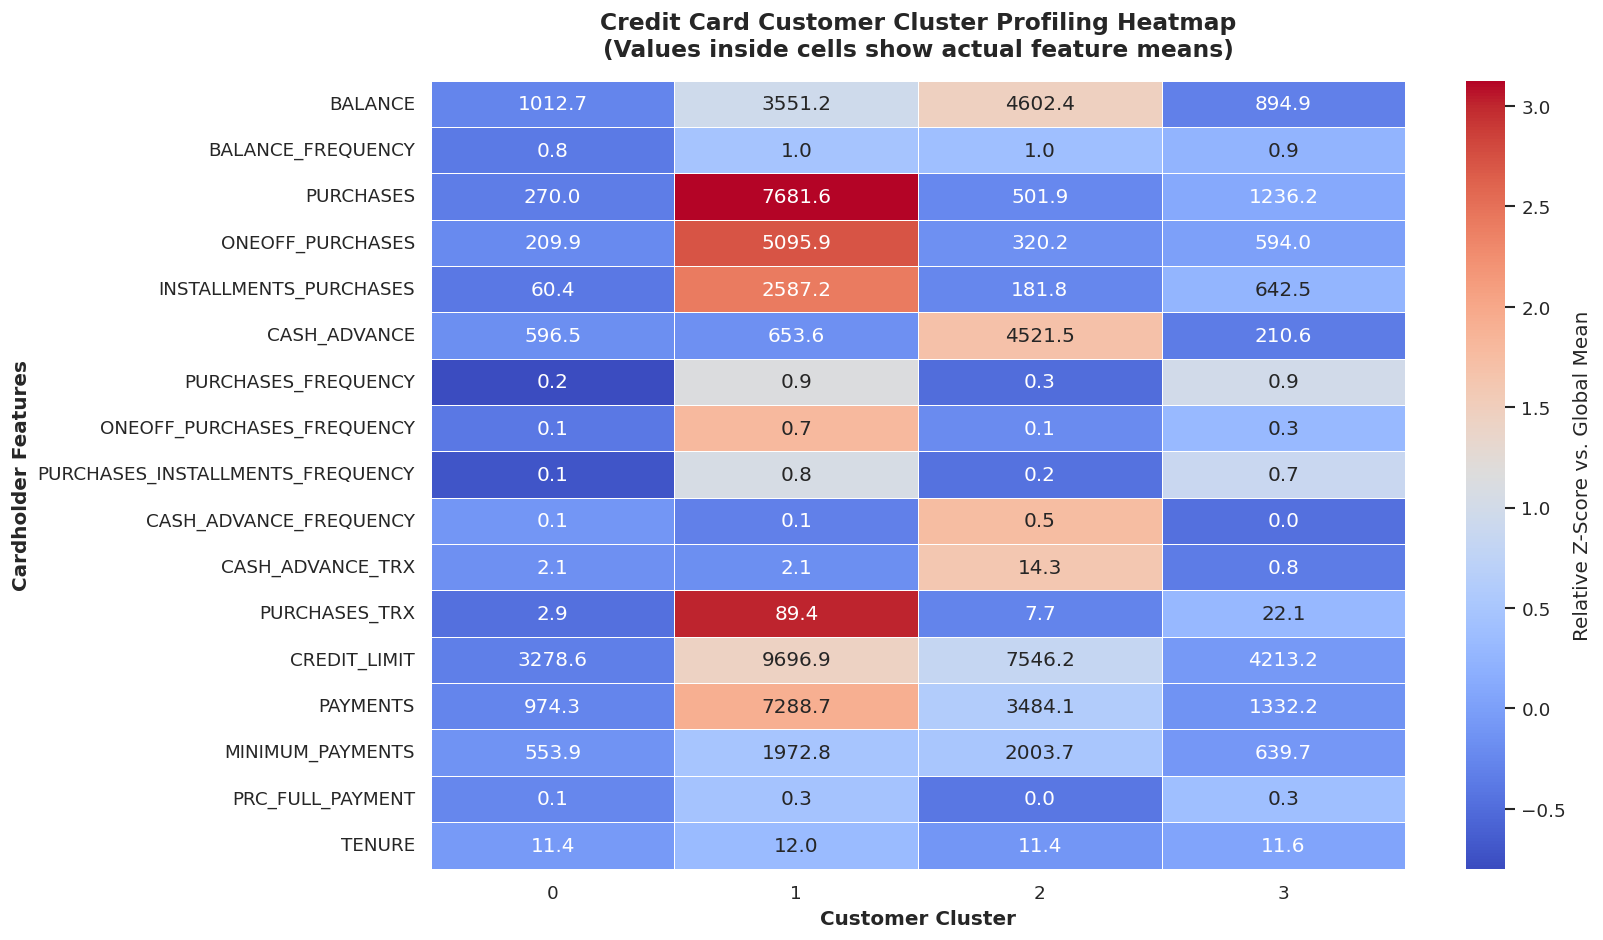 Credit Card Customer Cluster Profiling Heatmap
(Values inside cells show actual feature means)
Cardholder Features
BALANCE 1012.7 3551.2 4602.4 894.9
BALANCE_FREQUENCY 0.8 1.0 1.0 0.9
PURCHASES 270.0 7681.6 501.9 1236.2
ONEOFF_PURCHASES 209.9 5095.9 320.2 594.0
INSTALLMENTS_PURCHASES 60.4 2587.2 181.8 642.5
CASH_ADVANCE 596.5 653.6 4521.5 210.6
PURCHASES_FREQUENCY 0.2 0.9 0.3 0.9
ONEOFF_PURCHASES_FREQUENCY 0.1 0.7 0.1 0.3
PURCHASES_INSTALLMENTS_FREQUENCY 0.1 0.8 0.2 0.7
CASH_ADVANCE_FREQUENCY 0.1 0.1 0.5 0.0
CASH_ADVANCE_TRX 2.1 2.1 14.3 0.8
PURCHASES_TRX 2.9 89.4 7.7 22.1
CREDIT_LIMIT 3278.6 9696.9 7546.2 4213.2
PAYMENTS 974.3 7288.7 3484.1 1332.2
MINIMUM_PAYMENTS 553.9 1972.8 2003.7 639.7
PRC_FULL_PAYMENT 0.1 0.3 0.0 0.3
TENURE 11.4 12.0 11.4 11.6
0 1 2 3
Customer Cluster
3.0
2.5
2.0
1.5
1.0
0.5
0.0
−0.5
Relative Z-Score vs. Global Mean